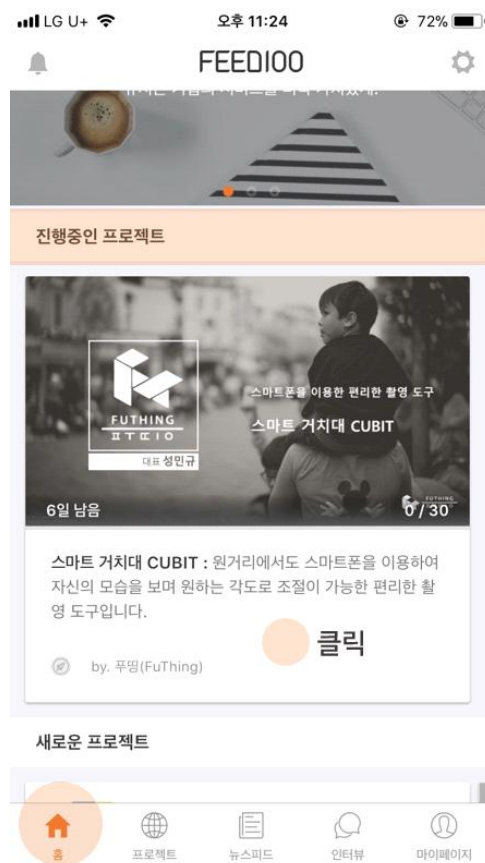 LG U+ 오후 11:24 72%
FEED100
진행중인 프로젝트
FUTHING
대표 성민규
스마트폰을 이용한 편리한 촬영 도구
스마트 거치대 CUBIT
6일 남음
FUTHING
0 / 30
스마트 거치대 CUBIT : 원거리에서도 스마트폰을 이용하여
자신의 모습을 보며 원하는 각도로 조절이 가능한 편리한 촬
영 도구입니다.
클릭
by. 푸띵(FuThing)
새로운 프로젝트
홈 프로젝트 뉴스피드 인터뷰 마이페이지